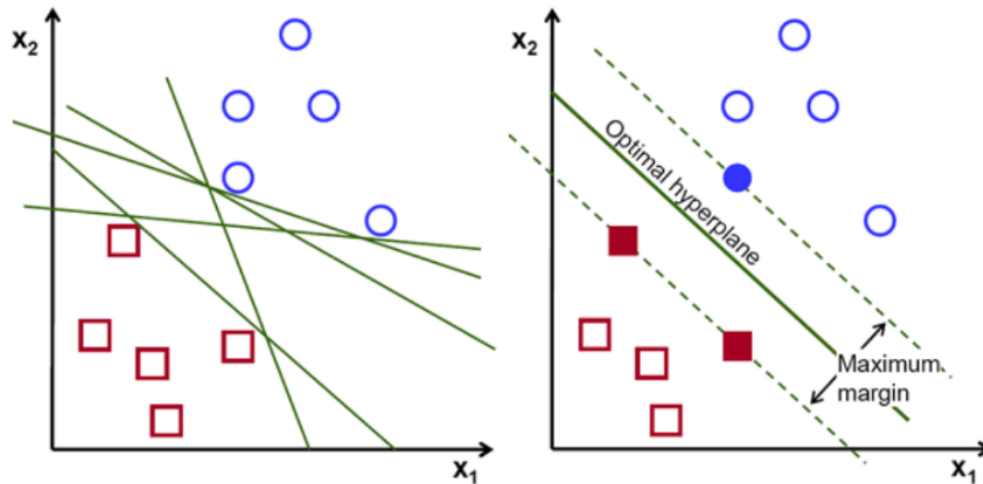 x₂
x₁
x₂
Optimal hyperplane
Maximum
margin
x₁